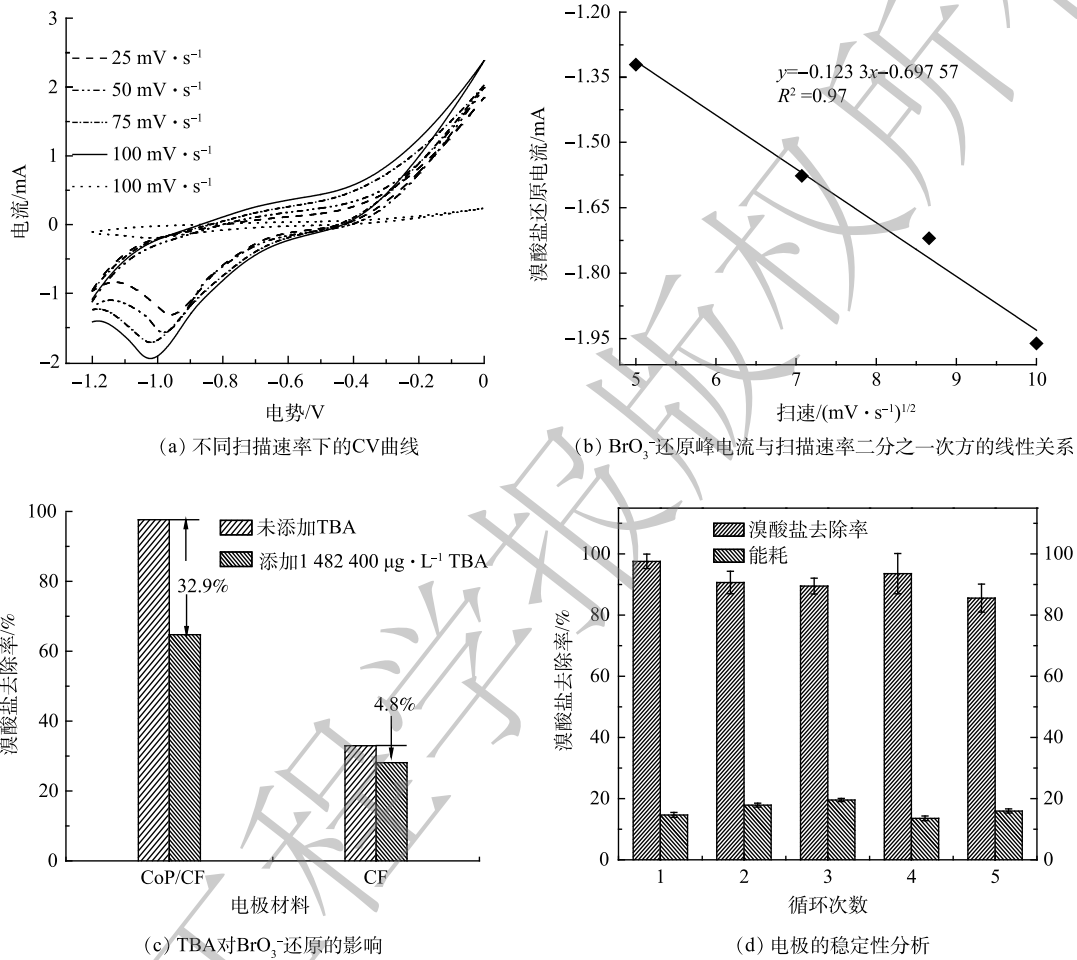 3
2
1
0
−1
−2
电流/mA
25 mV · s⁻¹
50 mV · s⁻¹
75 mV · s⁻¹
100 mV · s⁻¹
100 mV · s⁻¹
−1.2 −1.0 −0.8 −0.6 −0.4 −0.2 0
电势/V
(a) 不同扫描速率下的CV曲线
−1.20
−1.35
−1.50
−1.65
−1.80
−1.95
溴酸盐还原电流/mA
y=−0.123 3x−0.697 57
R² =0.97
5 6 7 8 9 10
扫速/(mV · s⁻¹)¹ᐟ²
(b) BrO₃⁻还原峰电流与扫描速率二分之一次方的线性关系
100
80
60
40
20
0
溴酸盐去除率/%
未添加TBA
添加1 482 400 μg · L⁻¹ TBA
32.9%
4.8%
CoP/CF CF
电极材料
(c) TBA对BrO₃⁻还原的影响
100
80
60
40
20
0
溴酸盐去除率/%
溴酸盐去除率
能耗
100
80
60
40
20
0
1 2 3 4 5
循环次数
(d) 电极的稳定性分析
工程学报版权所